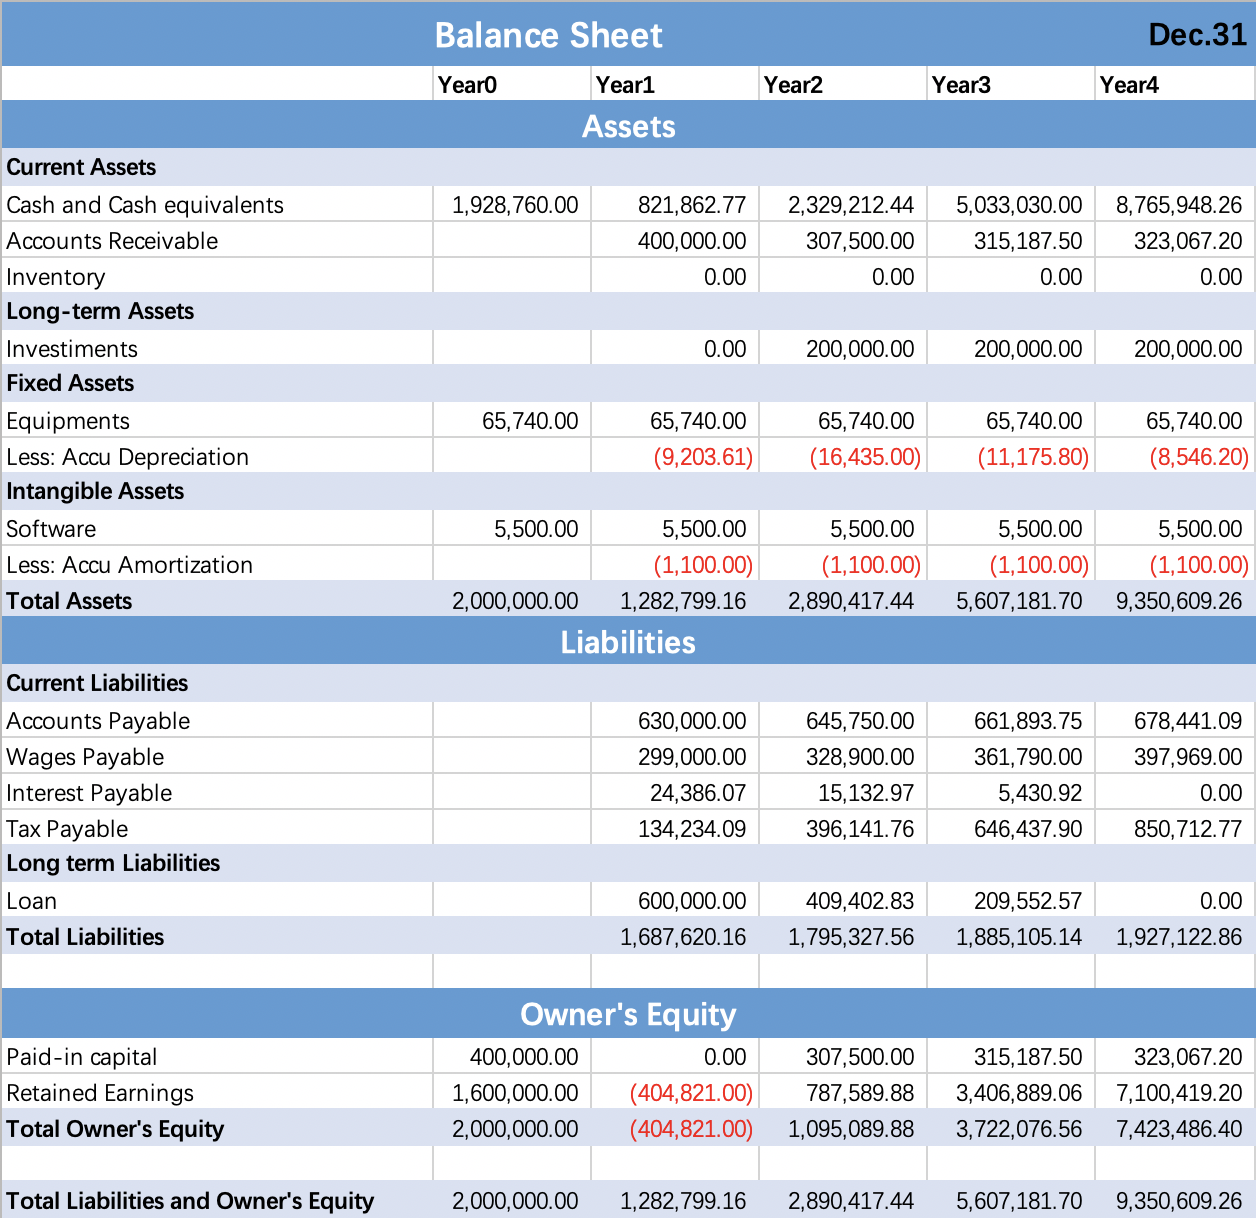 Balance Sheet Dec.31
Year0 Year1 Year2 Year3 Year4
Assets
Current Assets
Cash and Cash equivalents 1,928,760.00 821,862.77 2,329,212.44 5,033,030.00 8,765,948.26
Accounts Receivable 400,000.00 307,500.00 315,187.50 323,067.20
Inventory 0.00 0.00 0.00 0.00
Long-term Assets
Investiments 0.00 200,000.00 200,000.00 200,000.00
Fixed Assets
Equipments 65,740.00 65,740.00 65,740.00 65,740.00 65,740.00
Less: Accu Depreciation (9,203.61) (16,435.00) (11,175.80) (8,546.20)
Intangible Assets
Software 5,500.00 5,500.00 5,500.00 5,500.00 5,500.00
Less: Accu Amortization (1,100.00) (1,100.00) (1,100.00) (1,100.00)
Total Assets 2,000,000.00 1,282,799.16 2,890,417.44 5,607,181.70 9,350,609.26
Liabilities
Current Liabilities
Accounts Payable 630,000.00 645,750.00 661,893.75 678,441.09
Wages Payable 299,000.00 328,900.00 361,790.00 397,969.00
Interest Payable 24,386.07 15,132.97 5,430.92 0.00
Tax Payable 134,234.09 396,141.76 646,437.90 850,712.77
Long term Liabilities
Loan 600,000.00 409,402.83 209,552.57 0.00
Total Liabilities 1,687,620.16 1,795,327.56 1,885,105.14 1,927,122.86
Owner's Equity
Paid-in capital 400,000.00 0.00 307,500.00 315,187.50 323,067.20
Retained Earnings 1,600,000.00 (404,821.00) 787,589.88 3,406,889.06 7,100,419.20
Total Owner's Equity 2,000,000.00 (404,821.00) 1,095,089.88 3,722,076.56 7,423,486.40
Total Liabilities and Owner's Equity 2,000,000.00 1,282,799.16 2,890,417.44 5,607,181.70 9,350,609.26